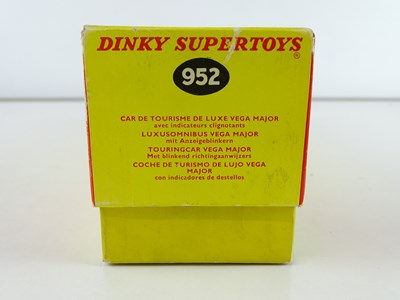 DINKY SUPERTOYS ®
952
CAR DE TOURISME DE LUXE VEGA MAJOR
avec indicateurs clignotants
LUXUSOMNIBUS VEGA MAJOR
mit Anzeigeblinkern
TOURINGCAR VEGA MAJOR
Met blinkend richtingsanwijzers
COCHE DE TURISMO DE LUJO VEGA
MAJOR
con indicadores de destellos